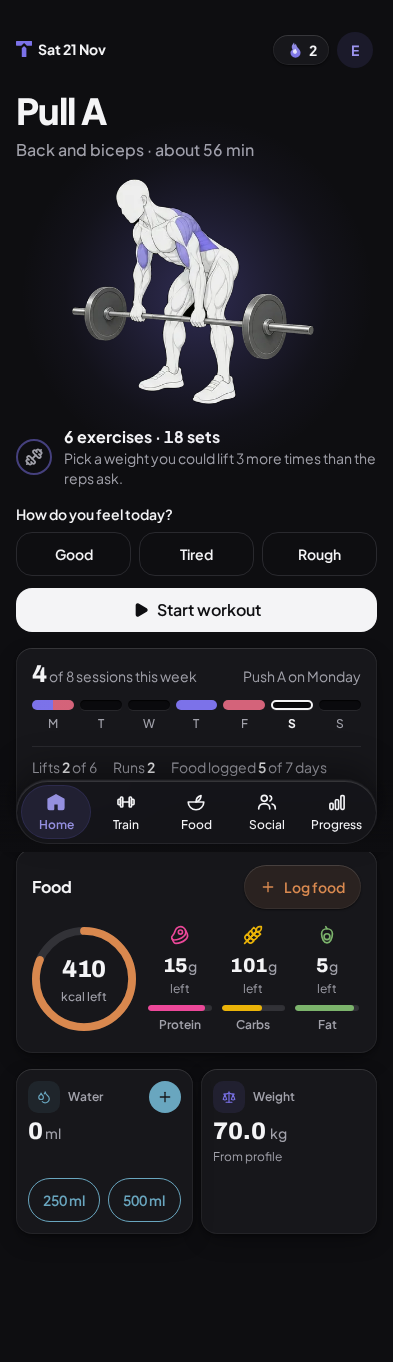 Sat 21 Nov
2
E
Pull A
Back and biceps · about 56 min
6 exercises · 18 sets
Pick a weight you could lift 3 more times than the
reps ask.
How do you feel today?
Good
Tired
Rough
Start workout
4 of 8 sessions this week
Push A on Monday
M T W T F S S
Lifts 2 of 6 Runs 2 Food logged 5 of 7 days
Home
Train
Food
Social
Progress
Food
+ Log food
410
kcal left
15g
left
Protein
101g
left
Carbs
5g
left
Fat
Water
+
0 ml
250 ml
500 ml
Weight
70.0 kg
From profile